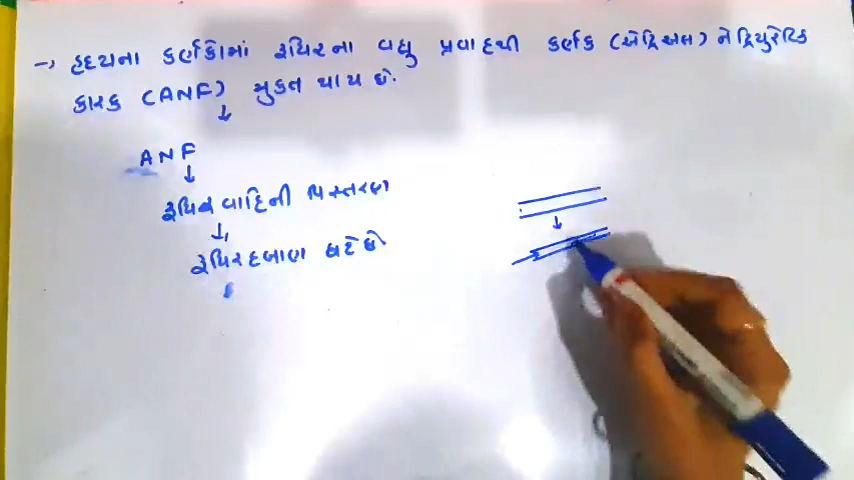 → હૃદયના કર્ણકોમાં રુધિરના વધુ પ્રવાહથી કર્ણક (એટ્રિઅલ) નેટ્રિયુરેટિક
કારક (ANF) મુક્ત થાય છે.
↓
ANF
↓
રુધિરવાહિની વિસ્તરણ
↓
રુધિરદબાણ ઘટે છે